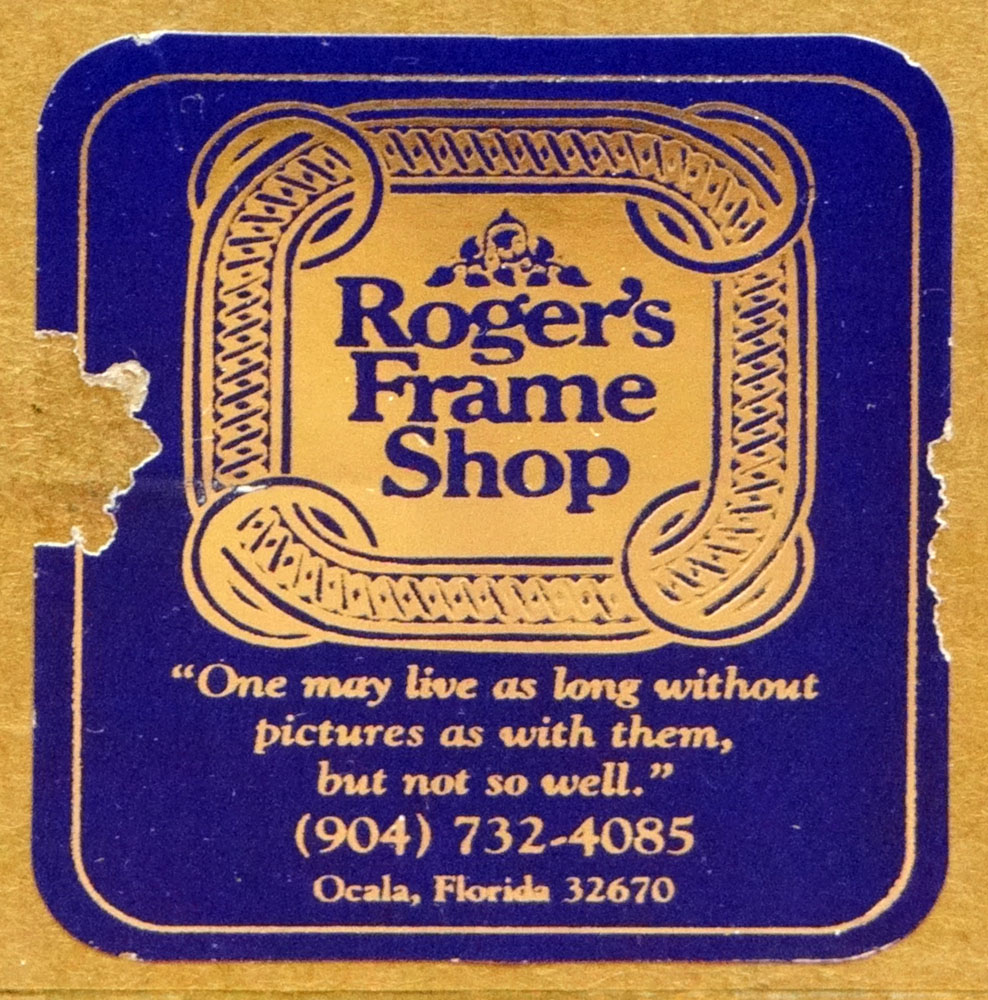 Roger's
Frame
Shop
“One may live as long without
pictures as with them,
but not so well.”
(904) 732-4085
Ocala, Florida 32670